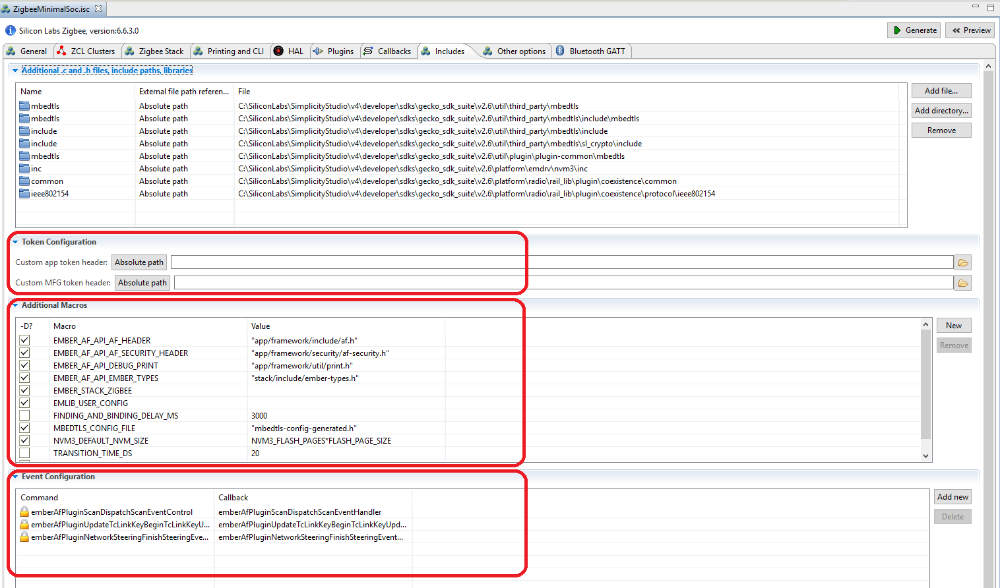 ZigbeeMinimalSoc.isc
Silicon Labs Zigbee, version:6.6.3.0
Generate
Preview
General ZCL Clusters Zigbee Stack Printing and CLI HAL Plugins Callbacks Includes Other options Bluetooth GATT
Additional .c and .h files, include paths, libraries
Name External file path referen... File
mbedtls Absolute path C:\SiliconLabs\SimplicityStudio\v4\developer\sdks\gecko_sdk_suite\v2.6\util\third_party\mbedtls
mbedtls Absolute path C:\SiliconLabs\SimplicityStudio\v4\developer\sdks\gecko_sdk_suite\v2.6\util\third_party\mbedtls\include\mbedtls
include Absolute path C:\SiliconLabs\SimplicityStudio\v4\developer\sdks\gecko_sdk_suite\v2.6\util\third_party\mbedtls\include
include Absolute path C:\SiliconLabs\SimplicityStudio\v4\developer\sdks\gecko_sdk_suite\v2.6\util\third_party\mbedtls\sl_crypto\include
mbedtls Absolute path C:\SiliconLabs\SimplicityStudio\v4\developer\sdks\gecko_sdk_suite\v2.6\util\plugin\plugin-common\mbedtls
inc Absolute path C:\SiliconLabs\SimplicityStudio\v4\developer\sdks\gecko_sdk_suite\v2.6\platform\emdrv\nvm3\inc
common Absolute path C:\SiliconLabs\SimplicityStudio\v4\developer\sdks\gecko_sdk_suite\v2.6\platform\radio\rail_lib\plugin\coexistence\common
ieee802154 Absolute path C:\SiliconLabs\SimplicityStudio\v4\developer\sdks\gecko_sdk_suite\v2.6\platform\radio\rail_lib\plugin\coexistence\protocol\ieee802154
Add file...
Add directory...
Remove
Token Configuration
Custom app token header: Absolute path
Custom MFG token header: Absolute path
Additional Macros
-D? Macro Value
EMBER_AF_API_AF_HEADER "app/framework/include/af.h"
EMBER_AF_API_AF_SECURITY_HEADER "app/framework/security/af-security.h"
EMBER_AF_API_DEBUG_PRINT "app/framework/util/print.h"
EMBER_AF_API_EMBER_TYPES "stack/include/ember-types.h"
EMBER_STACK_ZIGBEE
EMLIB_USER_CONFIG
FINDING_AND_BINDING_DELAY_MS 3000
MBEDTLS_CONFIG_FILE "mbedtls-config-generated.h"
NVM3_DEFAULT_NVM_SIZE NVM3_FLASH_PAGES*FLASH_PAGE_SIZE
TRANSITION_TIME_DS 20
New
Remove
Event Configuration
Command Callback
emberAfPluginScanDispatchScanEventControl emberAfPluginScanDispatchScanEventHandler
emberAfPluginUpdateTcLinkKeyBeginTcLinkKeyU... emberAfPluginUpdateTcLinkKeyBeginTcLinkKeyUpd...
emberAfPluginNetworkSteeringFinishSteeringEve... emberAfPluginNetworkSteeringFinishSteeringEvent...
Add new
Delete